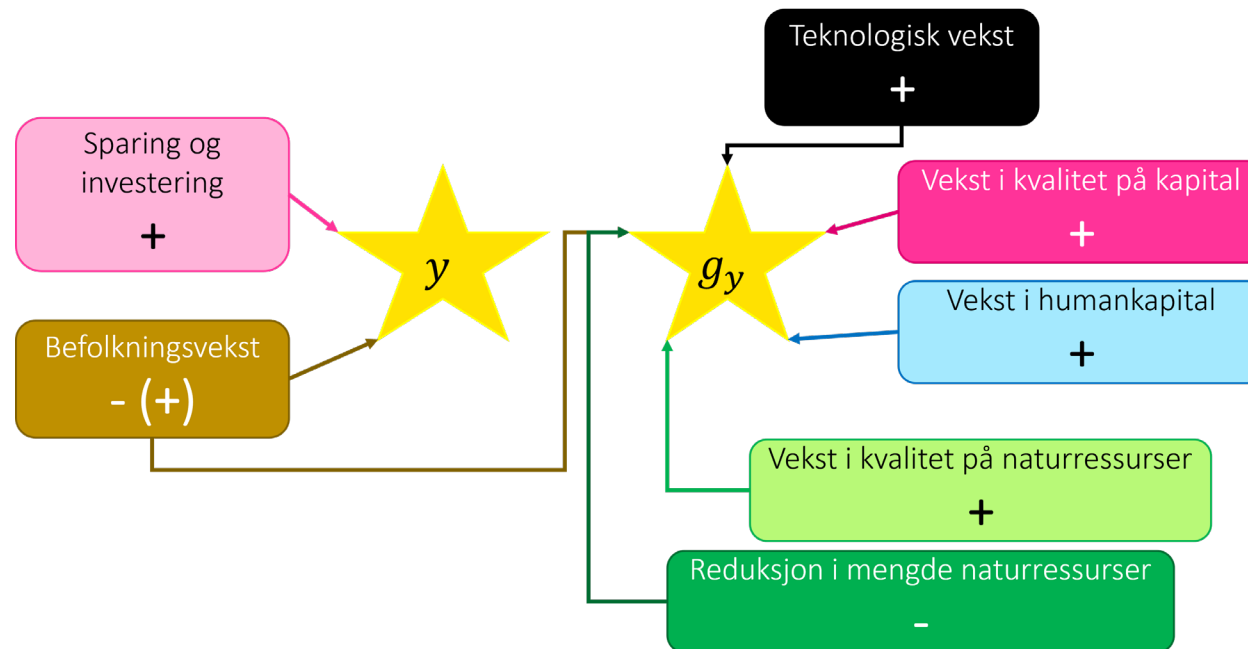 Teknologisk vekst
+
Sparing og
investering
+
Vekst i kvalitet på kapital
+
y
g_y
Vekst i humankapital
+
Befolkningsvekst
- (+)
Vekst i kvalitet på naturressurser
+
Reduksjon i mengde naturressurser
-